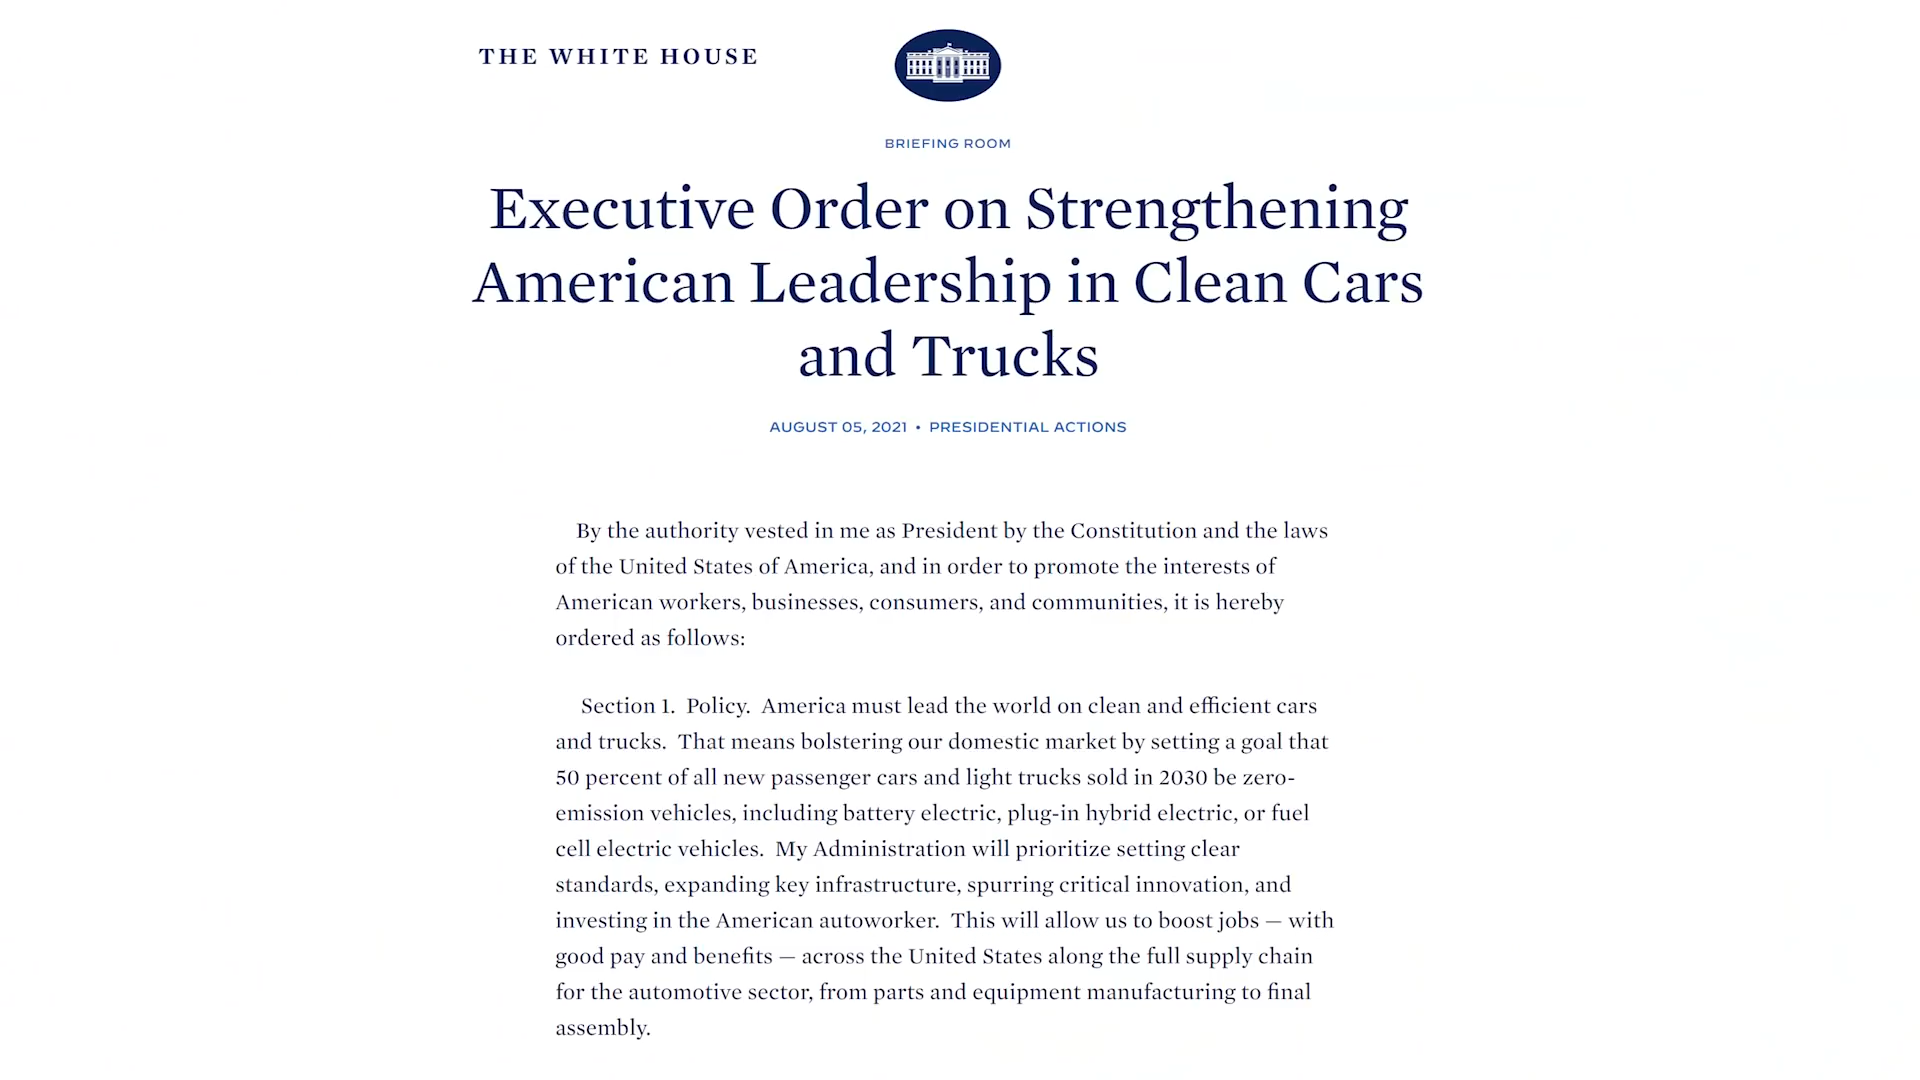 THE WHITE HOUSE
BRIEFING ROOM
Executive Order on Strengthening
American Leadership in Clean Cars
and Trucks
AUGUST 05, 2021 • PRESIDENTIAL ACTIONS
By the authority vested in me as President by the Constitution and the laws
of the United States of America, and in order to promote the interests of
American workers, businesses, consumers, and communities, it is hereby
ordered as follows:
Section 1.  Policy.  America must lead the world on clean and efficient cars
and trucks.  That means bolstering our domestic market by setting a goal that
50 percent of all new passenger cars and light trucks sold in 2030 be zero-
emission vehicles, including battery electric, plug-in hybrid electric, or fuel
cell electric vehicles.  My Administration will prioritize setting clear
standards, expanding key infrastructure, spurring critical innovation, and
investing in the American autoworker.  This will allow us to boost jobs — with
good pay and benefits — across the United States along the full supply chain
for the automotive sector, from parts and equipment manufacturing to final
assembly.